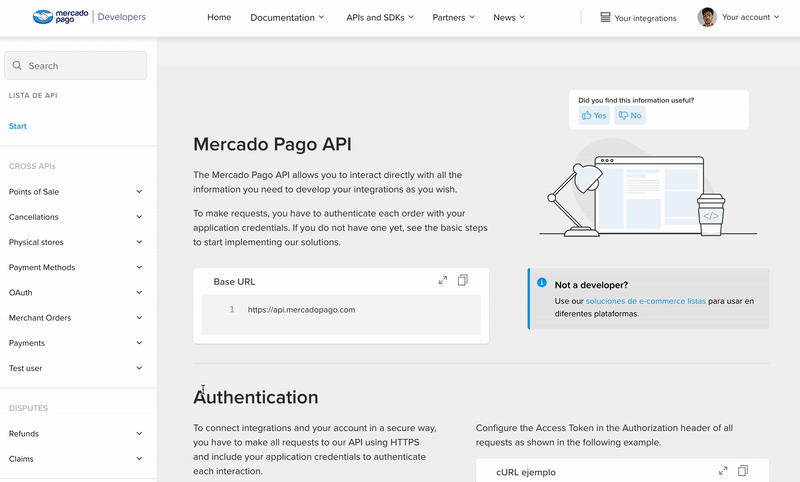 mercado pago | Developers
Home
Documentation
APIs and SDKs
Partners
News
Your integrations
Your account
Search
LISTA DE API
Start
CROSS APIs
Points of Sale
Cancellations
Physical stores
Payment Methods
OAuth
Merchant Orders
Payments
Test user
DISPUTES
Refunds
Claims
Did you find this information useful?
Yes
No
Mercado Pago API
The Mercado Pago API allows you to interact directly with all the
information you need to develop your integrations as you wish.
To make requests, you have to authenticate each order with your
application credentials. If you do not have one yet, see the basic steps
to start implementing our solutions.
</>
Base URL
1 https://api.mercadopago.com
Not a developer?
Use our soluciones de e-commerce listas para usar en
diferentes plataformas.
Authentication
To connect integrations and your account in a secure way,
you have to make all requests to our API using HTTPS
and include your application credentials to authenticate
each interaction.
Configure the Access Token in the Authorization header of all
requests as shown in the following example.
cURL ejemplo